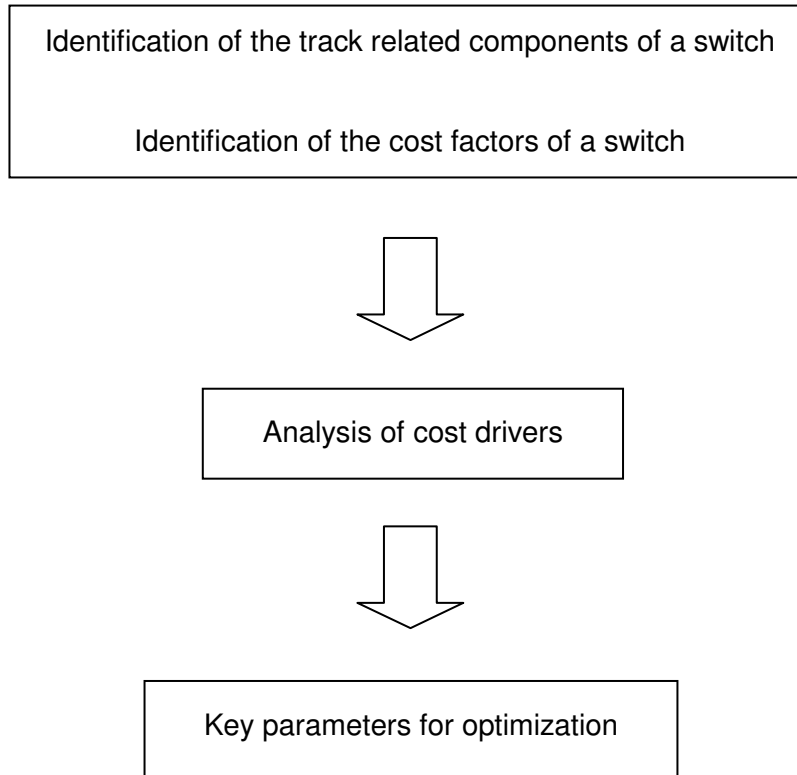 Identification of the track related components of a switch
Identification of the cost factors of a switch
Analysis of cost drivers
Key parameters for optimization